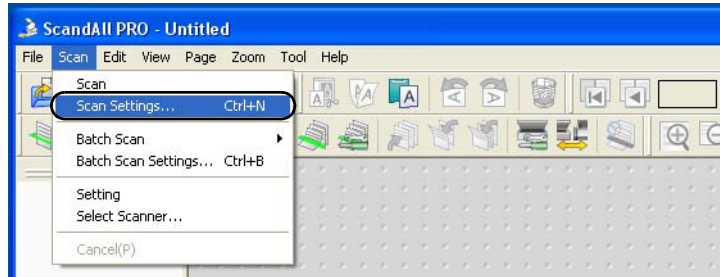 ScandAll PRO - Untitled
File Scan Edit View Page Zoom Tool Help
Scan
Scan Settings... Ctrl+N
Batch Scan
Batch Scan Settings... Ctrl+B
Setting
Select Scanner...
Cancel(P)